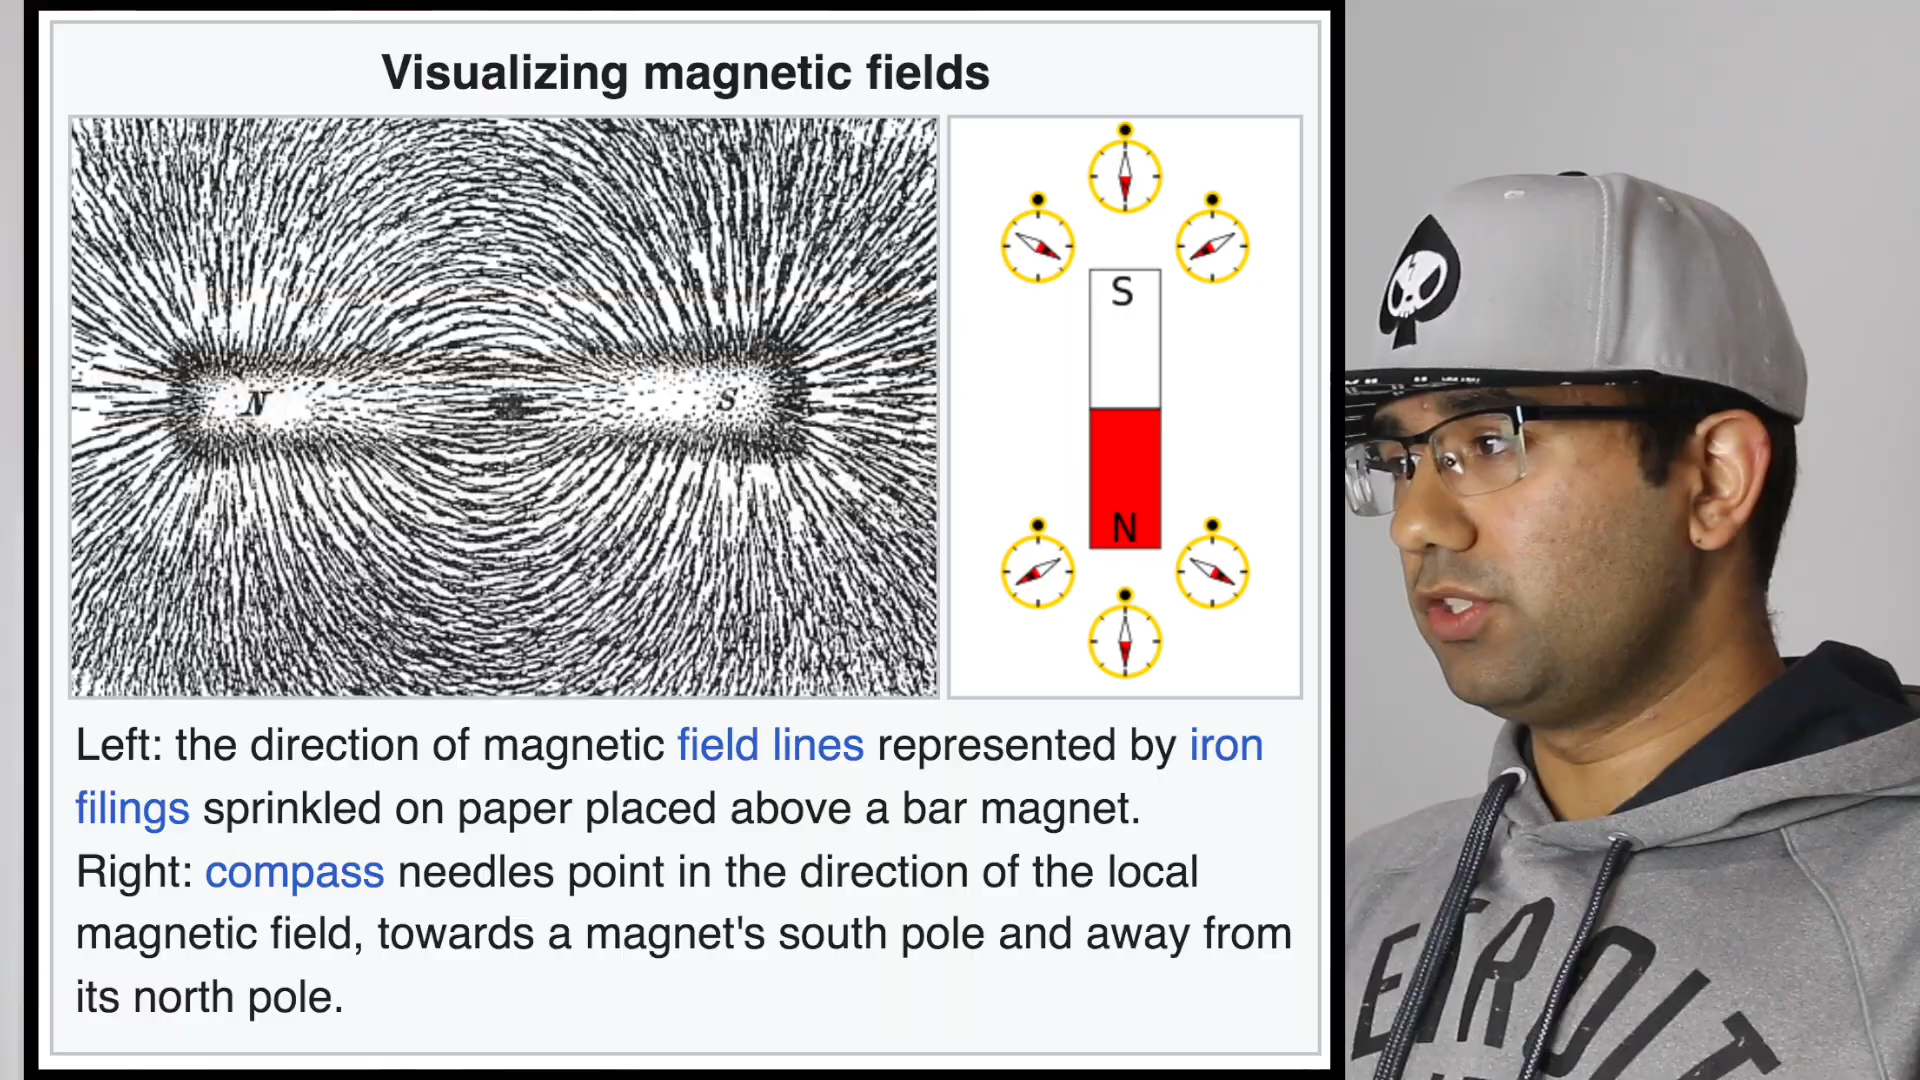 Visualizing magnetic fields
N
S
S
N
Left: the direction of magnetic field lines represented by iron
filings sprinkled on paper placed above a bar magnet.
Right: compass needles point in the direction of the local
magnetic field, towards a magnet's south pole and away from
its north pole.
ETROIT